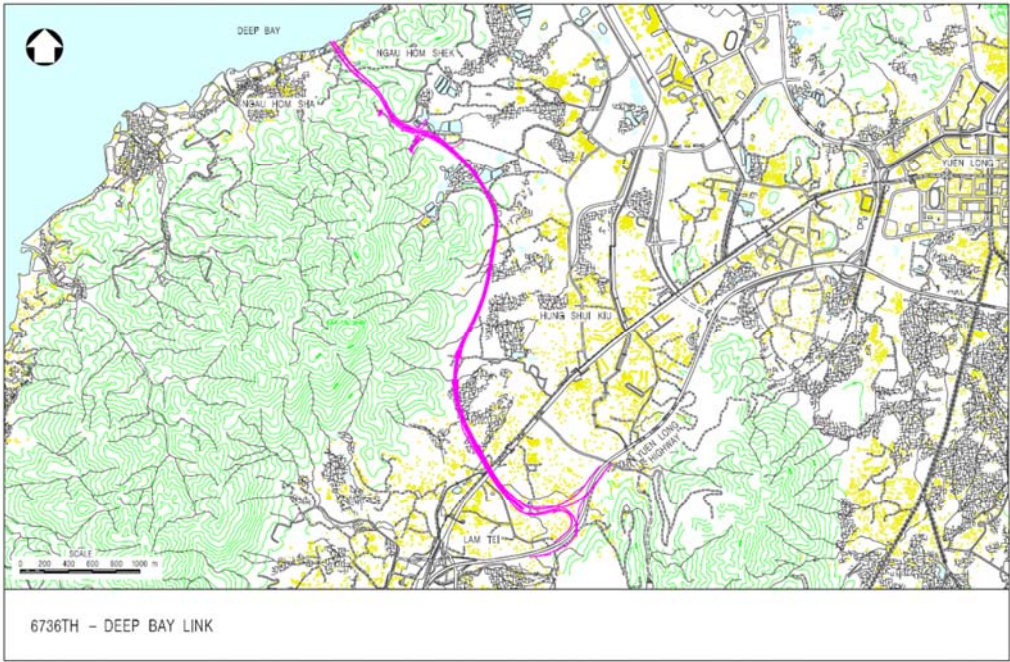 DEEP BAY
NGAU HOM SHEK
NGAU HOM SHA
YUEN LONG
HUNG SHUI KIU
YUEN LONG
HIGHWAY
LAM TEI
SCALE
0 200 400 600 800 1000 m
6736TH - DEEP BAY LINK